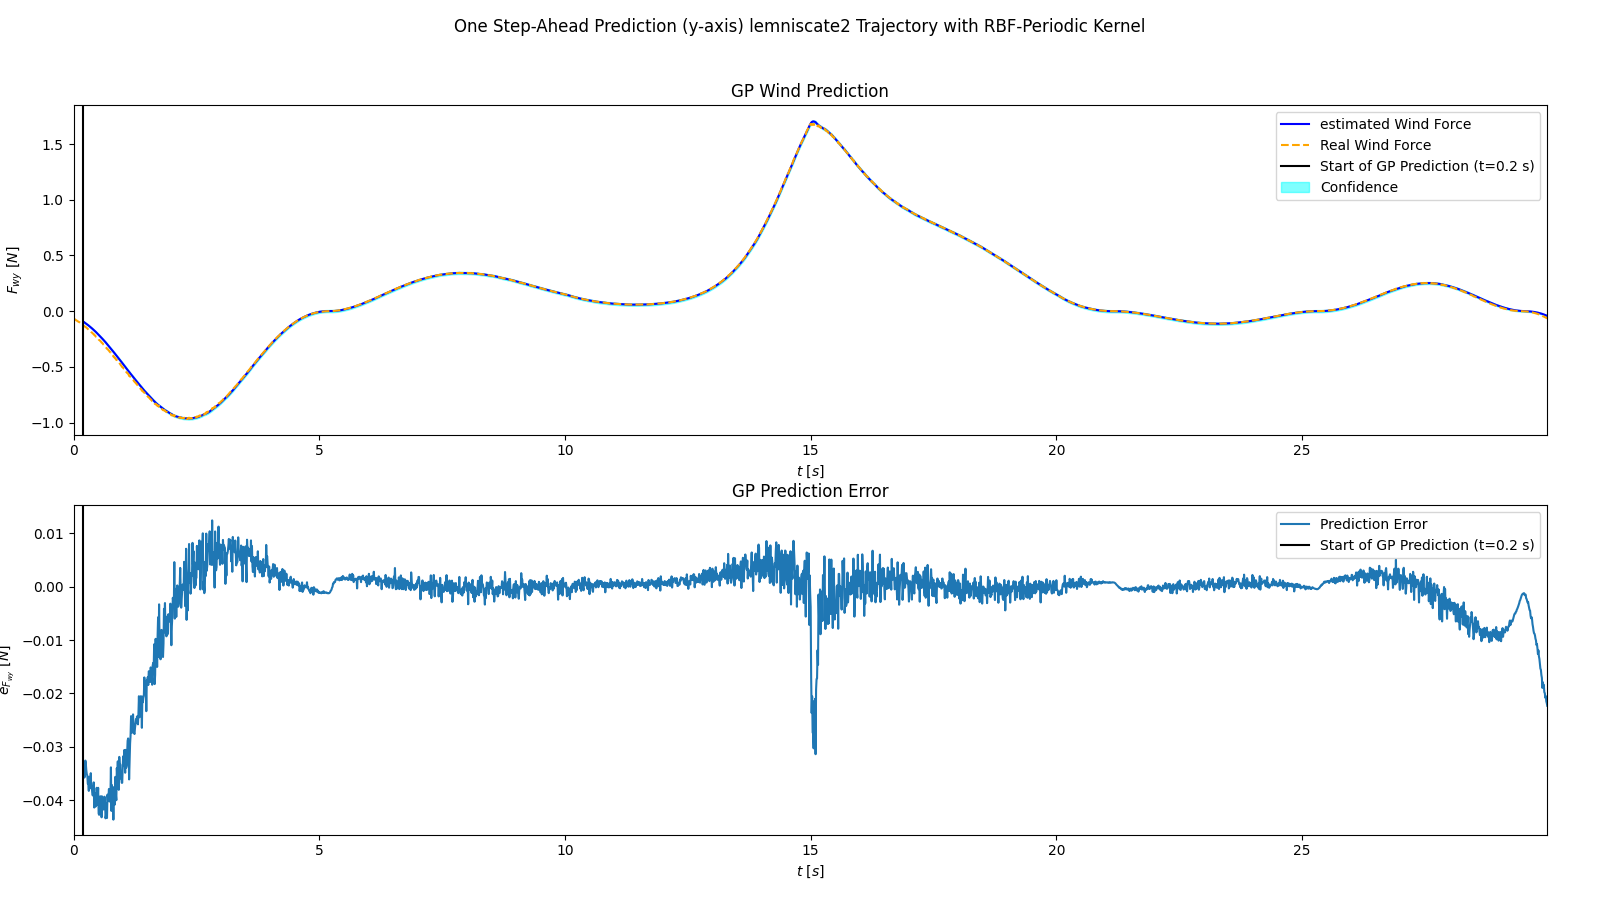 One Step-Ahead Prediction (y-axis) lemniscate2 Trajectory with RBF-Periodic Kernel
GP Wind Prediction
estimated Wind Force
Real Wind Force
Start of GP Prediction (t=0.2 s)
Confidence
1.5
1.0
0.5
0.0
−0.5
−1.0
F_wy [N]
0 5 10 15 20 25
t [s]
GP Prediction Error
Prediction Error
Start of GP Prediction (t=0.2 s)
0.01
0.00
−0.01
−0.02
−0.03
−0.04
e_F_wy [N]
0 5 10 15 20 25
t [s]